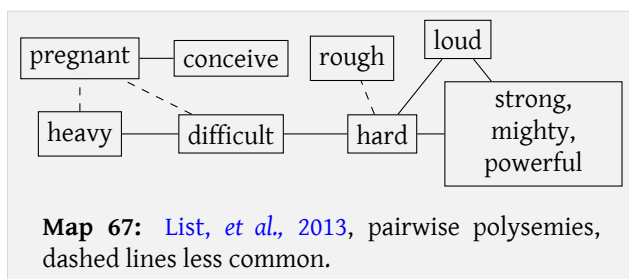 loud
pregnant
conceive
rough
strong,
mighty,
powerful
heavy
difficult
hard
Map 67: List, et al., 2013, pairwise polysemies,
dashed lines less common.